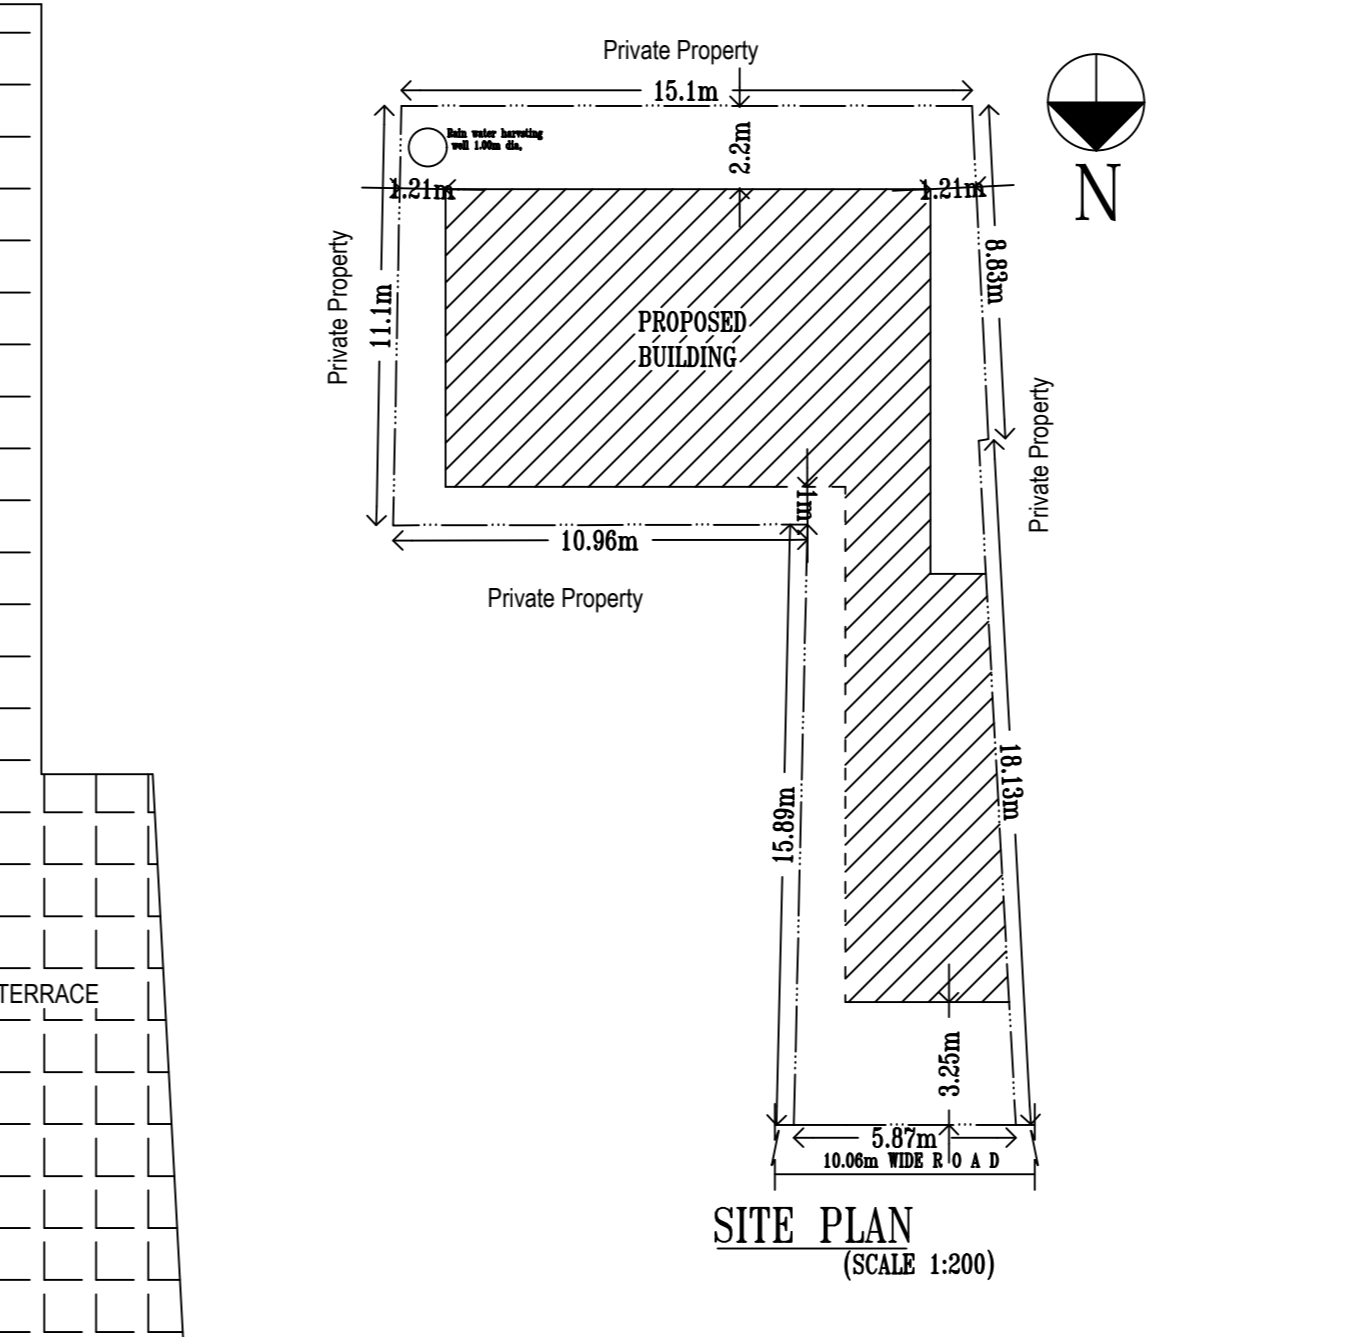 Private Property
15.1m
Rain water harvsting
well 1.00m dia,
2.2m
1.21m
1.21m
N
Private Property
11.1m
8.83m
PROPOSED
BUILDING
Private Property
1m
10.96m
Private Property
15.89m
18.13m
TERRACE
3.25m
5.87m
10.06m WIDE R O A D
SITE PLAN
(SCALE 1:200)